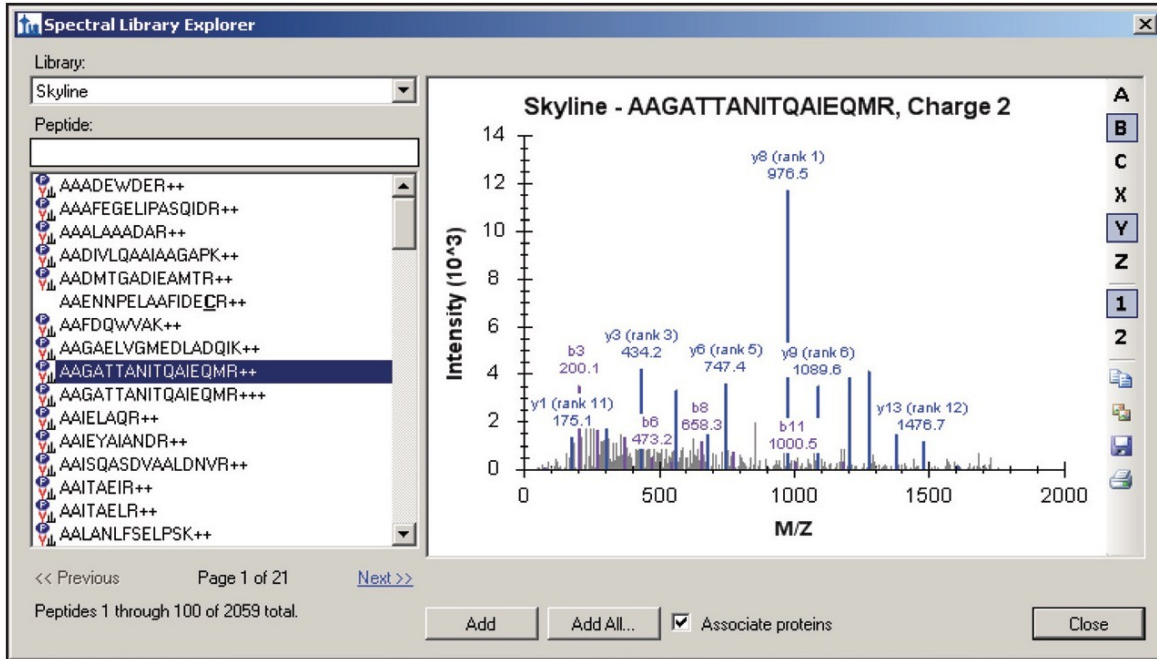 Spectral Library Explorer
Library:
Skyline
Peptide:
AAADEWDER++
AAAFEGELIPASQIDR++
AAALAAADAR++
AADIVLQAAIAAGAPK++
AADMTGADIEAMTR++
AAENNPELAAFIDECR++
AAFDQWVAK++
AAGAELVGMEDLADQIK++
AAGATTANITQAIEQMR++
AAGATTANITQAIEQMR+++
AAIELAQR++
AAIEYAIANDR++
AAISQASDVAALDNVR++
AAITAEIR++
AAITAELR++
AALANLFSELPSK++
<< Previous
Page 1 of 21
Next >>
Peptides 1 through 100 of 2059 total.
Skyline - AAGATTANITQAIEQMR, Charge 2
Intensity (10^3)
14
12
10
8
6
4
2
0
y8 (rank 1)
976.5
y3 (rank 3)
434.2
y6 (rank 5)
747.4
y9 (rank 6)
1089.6
b3
200.1
y1 (rank 11)
175.1
b6
473.2
b8
658.3
b11
1000.5
y13 (rank 12)
1476.7
0
500
1000
1500
2000
M/Z
A
B
C
X
Y
Z
1
2
Add
Add All...
Associate proteins
Close